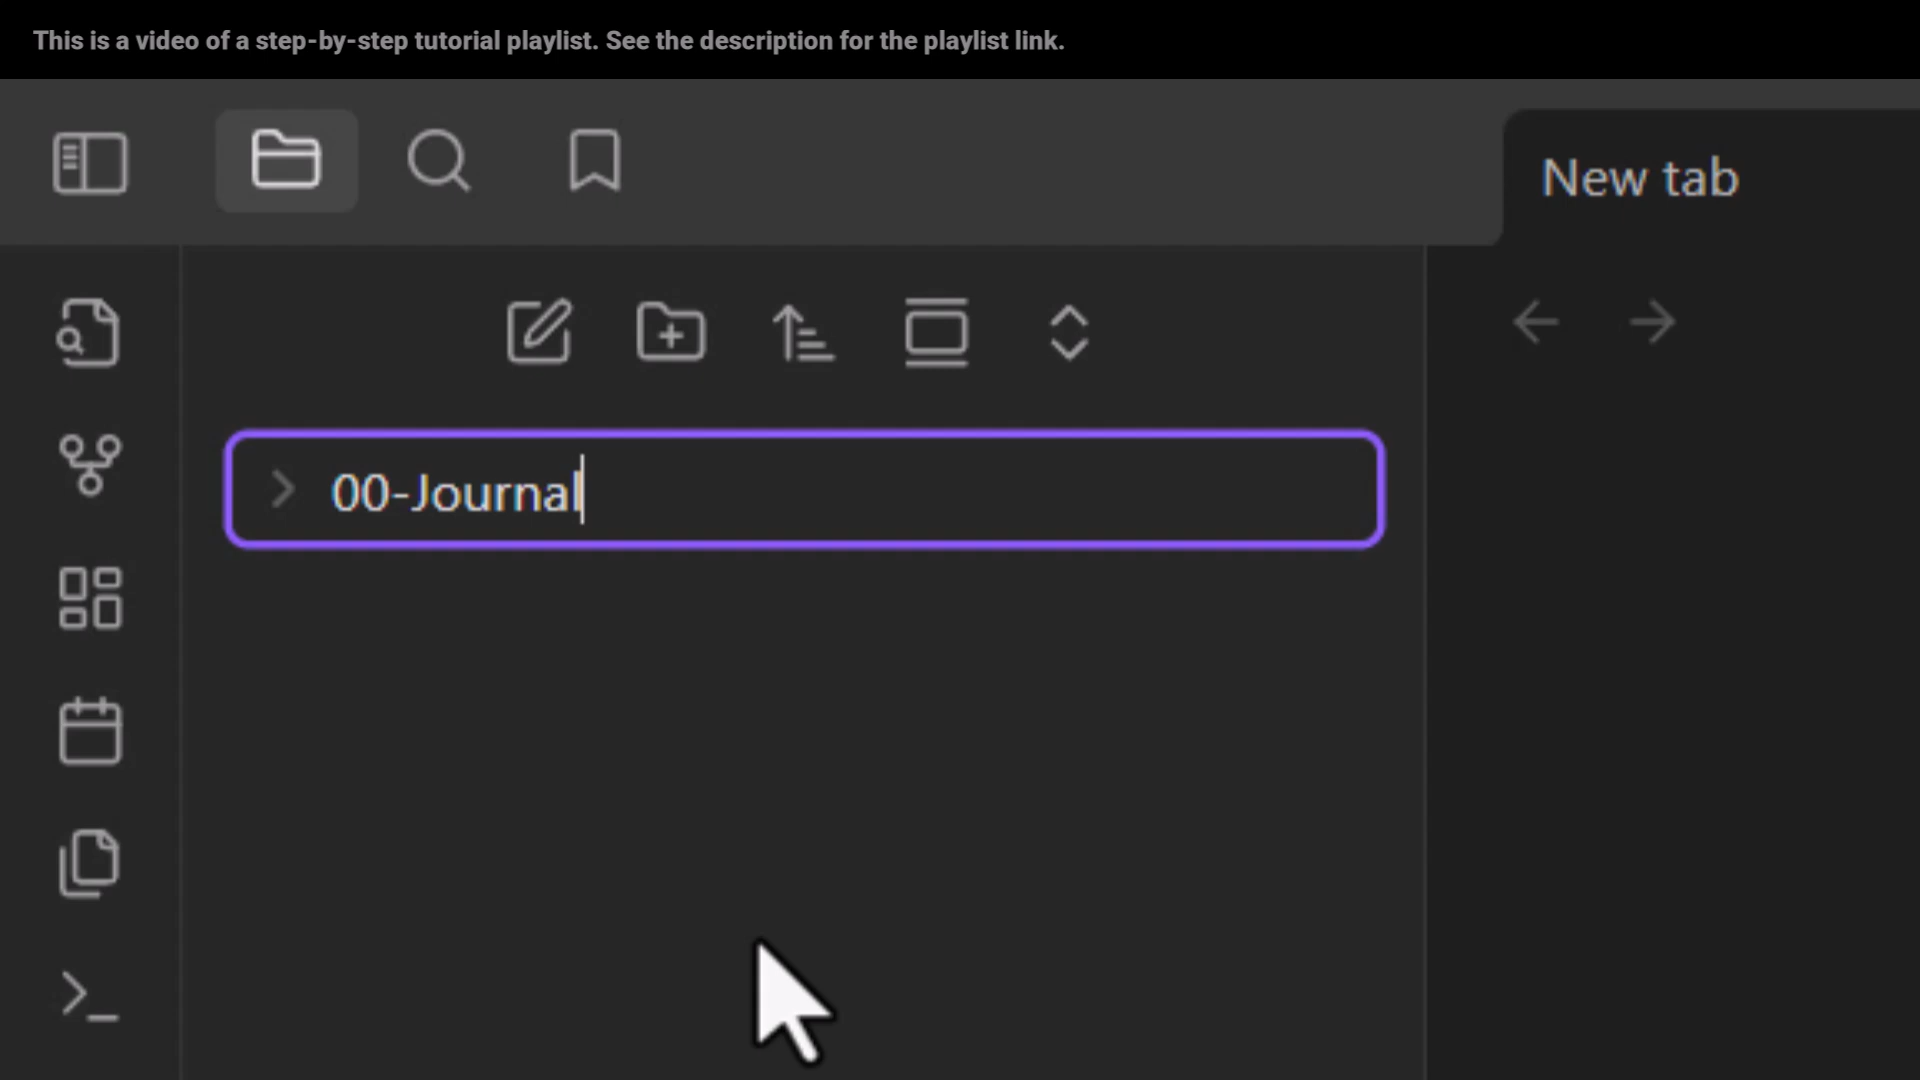 This is a video of a step-by-step tutorial playlist. See the description for the playlist link.
New tab
00-Journal